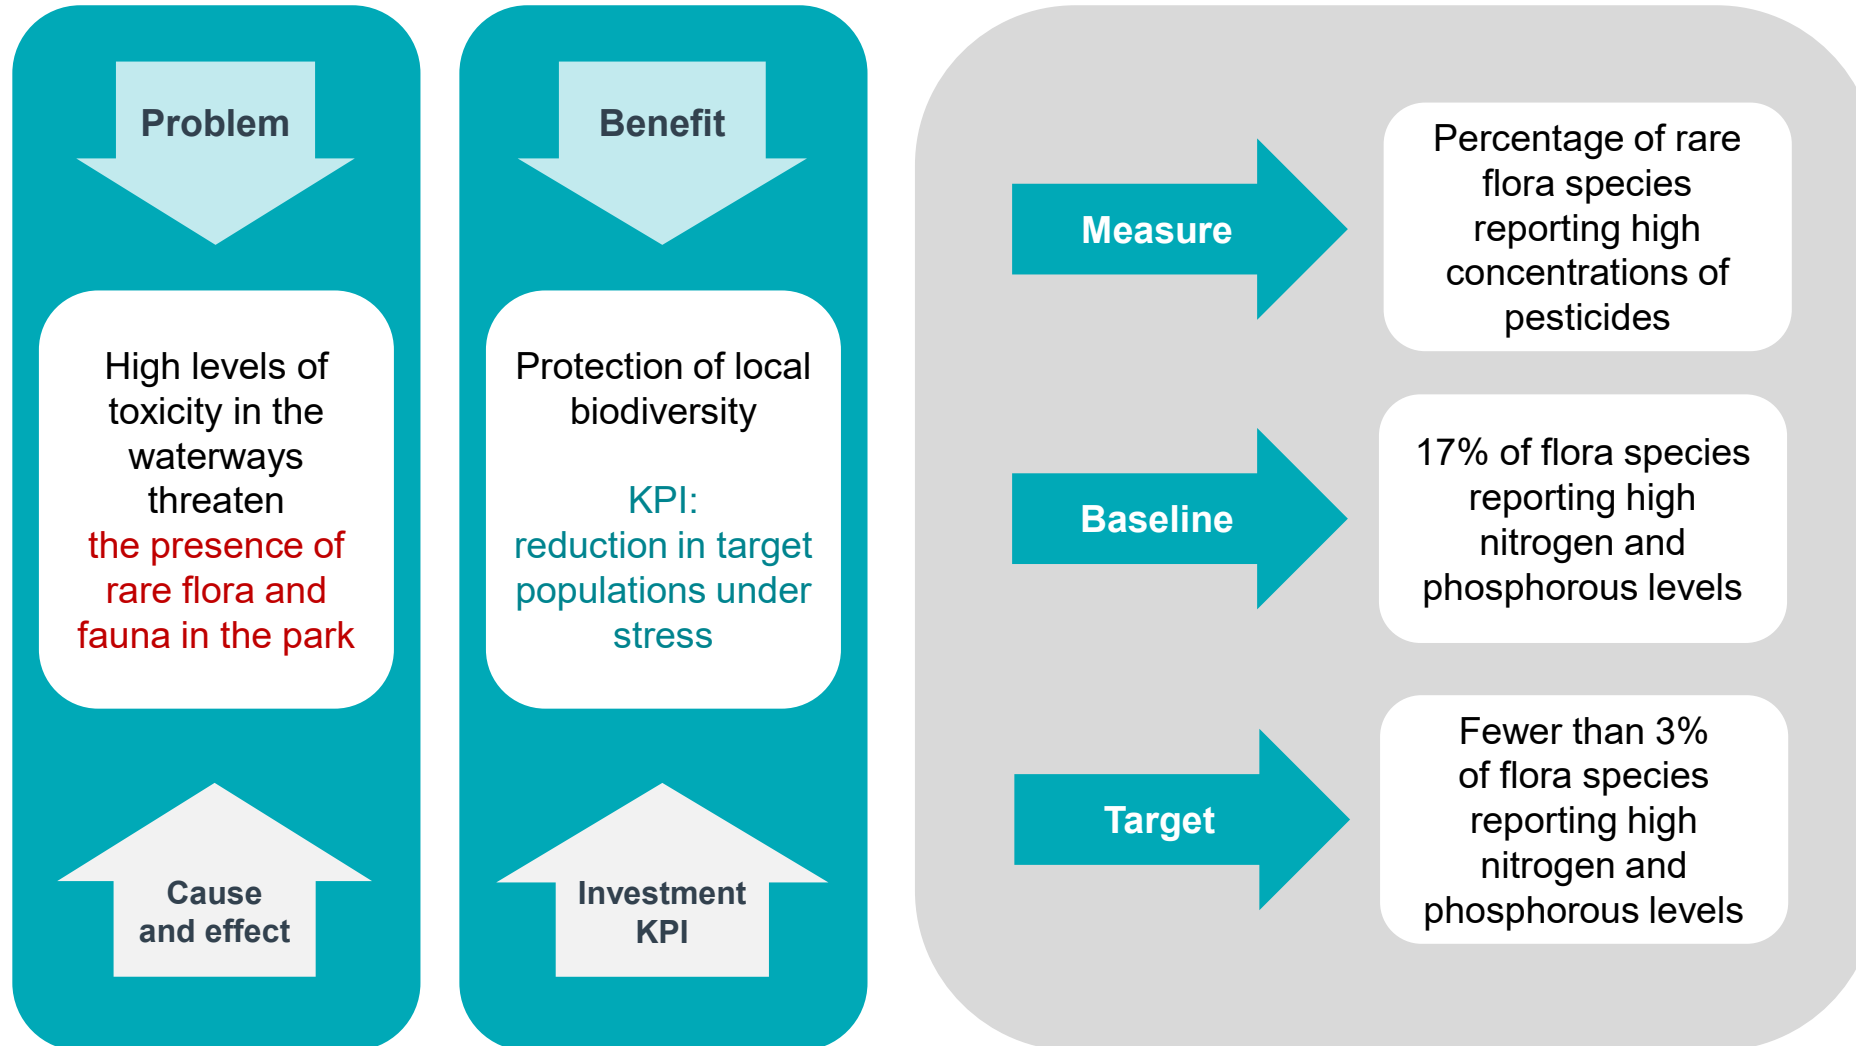 Problem
High levels of
toxicity in the
waterways
threaten
the presence of
rare flora and
fauna in the park
Cause
and effect
Benefit
Protection of local
biodiversity
KPI:
reduction in target
populations under
stress
Investment
KPI
Measure
Percentage of rare
flora species
reporting high
concentrations of
pesticides
Baseline
17% of flora species
reporting high
nitrogen and
phosphorous levels
Target
Fewer than 3%
of flora species
reporting high
nitrogen and
phosphorous levels